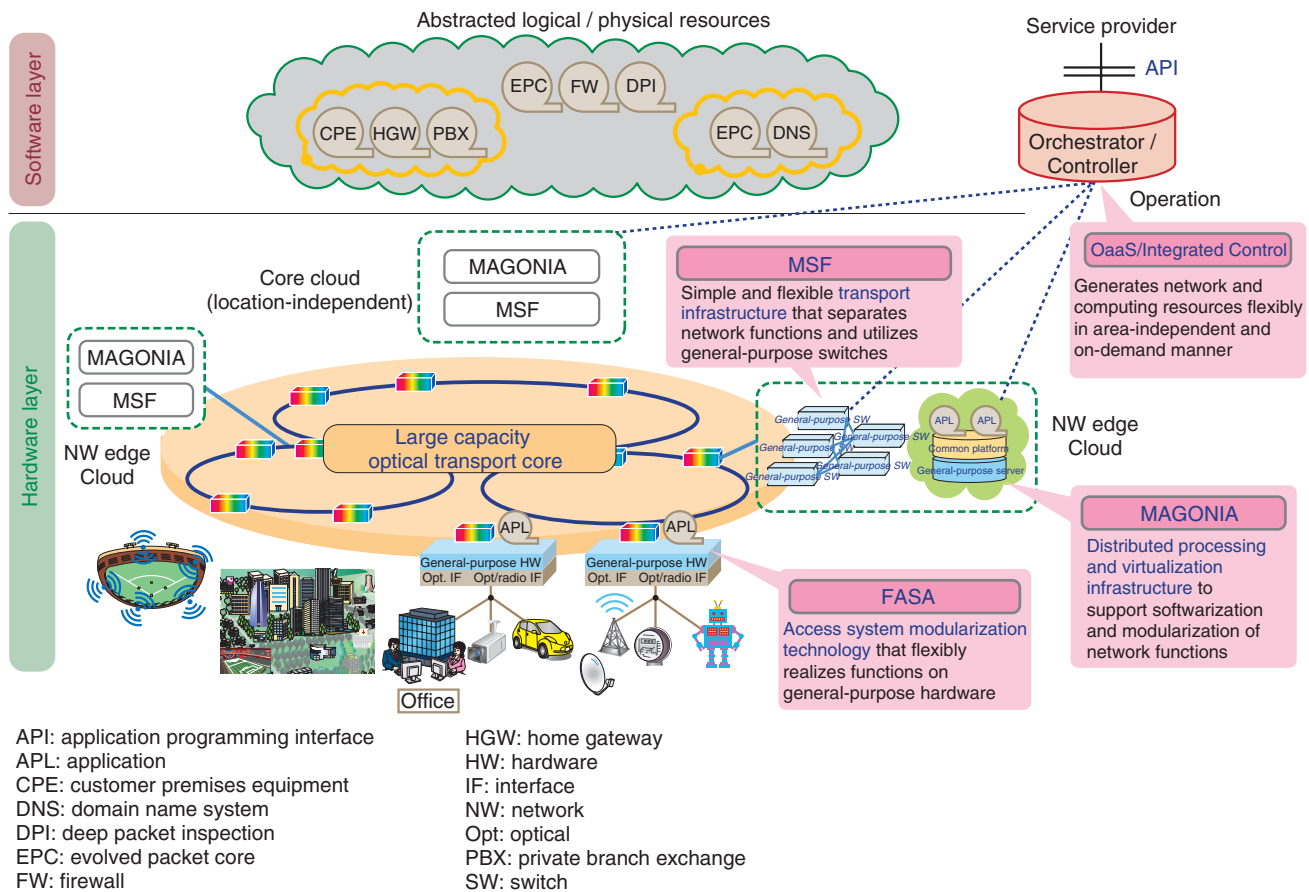 Abstracted logical / physical resources
Service provider
API
Software layer
EPC
FW
DPI
CPE
HGW
PBX
EPC
DNS
Orchestrator /
Controller
Operation
Hardware layer
Core cloud
(location-independent)
MAGONIA
MSF
MSF
Simple and flexible transport
infrastructure that separates
network functions and utilizes
general-purpose switches
OaaS/Integrated Control
Generates network and
computing resources flexibly
in area-independent and
on-demand manner
MAGONIA
MSF
NW edge
Cloud
Large capacity
optical transport core
General-purpose SW
General-purpose SW
General-purpose SW
General-purpose SW
General-purpose SW
APL
APL
Common platform
General-purpose server
NW edge
Cloud
APL
General-purpose HW
Opt. IF
Opt/radio IF
APL
General-purpose HW
Opt. IF
Opt/radio IF
MAGONIA
Distributed processing
and virtualization
infrastructure to
support softwarization
and modularization of
network functions
FASA
Access system modularization
technology that flexibly
realizes functions on
general-purpose hardware
Office
API: application programming interface
APL: application
CPE: customer premises equipment
DNS: domain name system
DPI: deep packet inspection
EPC: evolved packet core
FW: firewall
HGW: home gateway
HW: hardware
IF: interface
NW: network
Opt: optical
PBX: private branch exchange
SW: switch